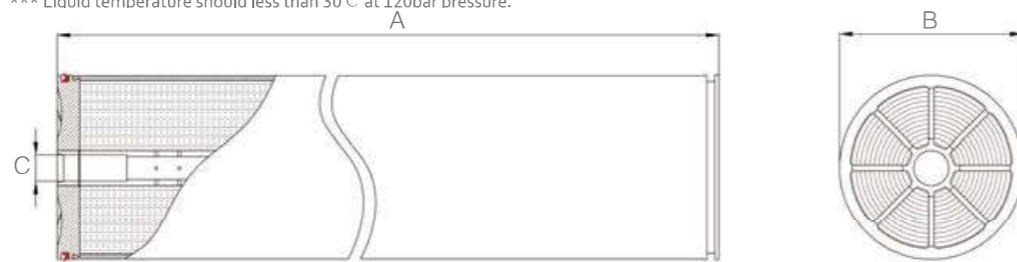 *** Liquid temperature should less than 30℃ at 120bar pressure.
A
B
C